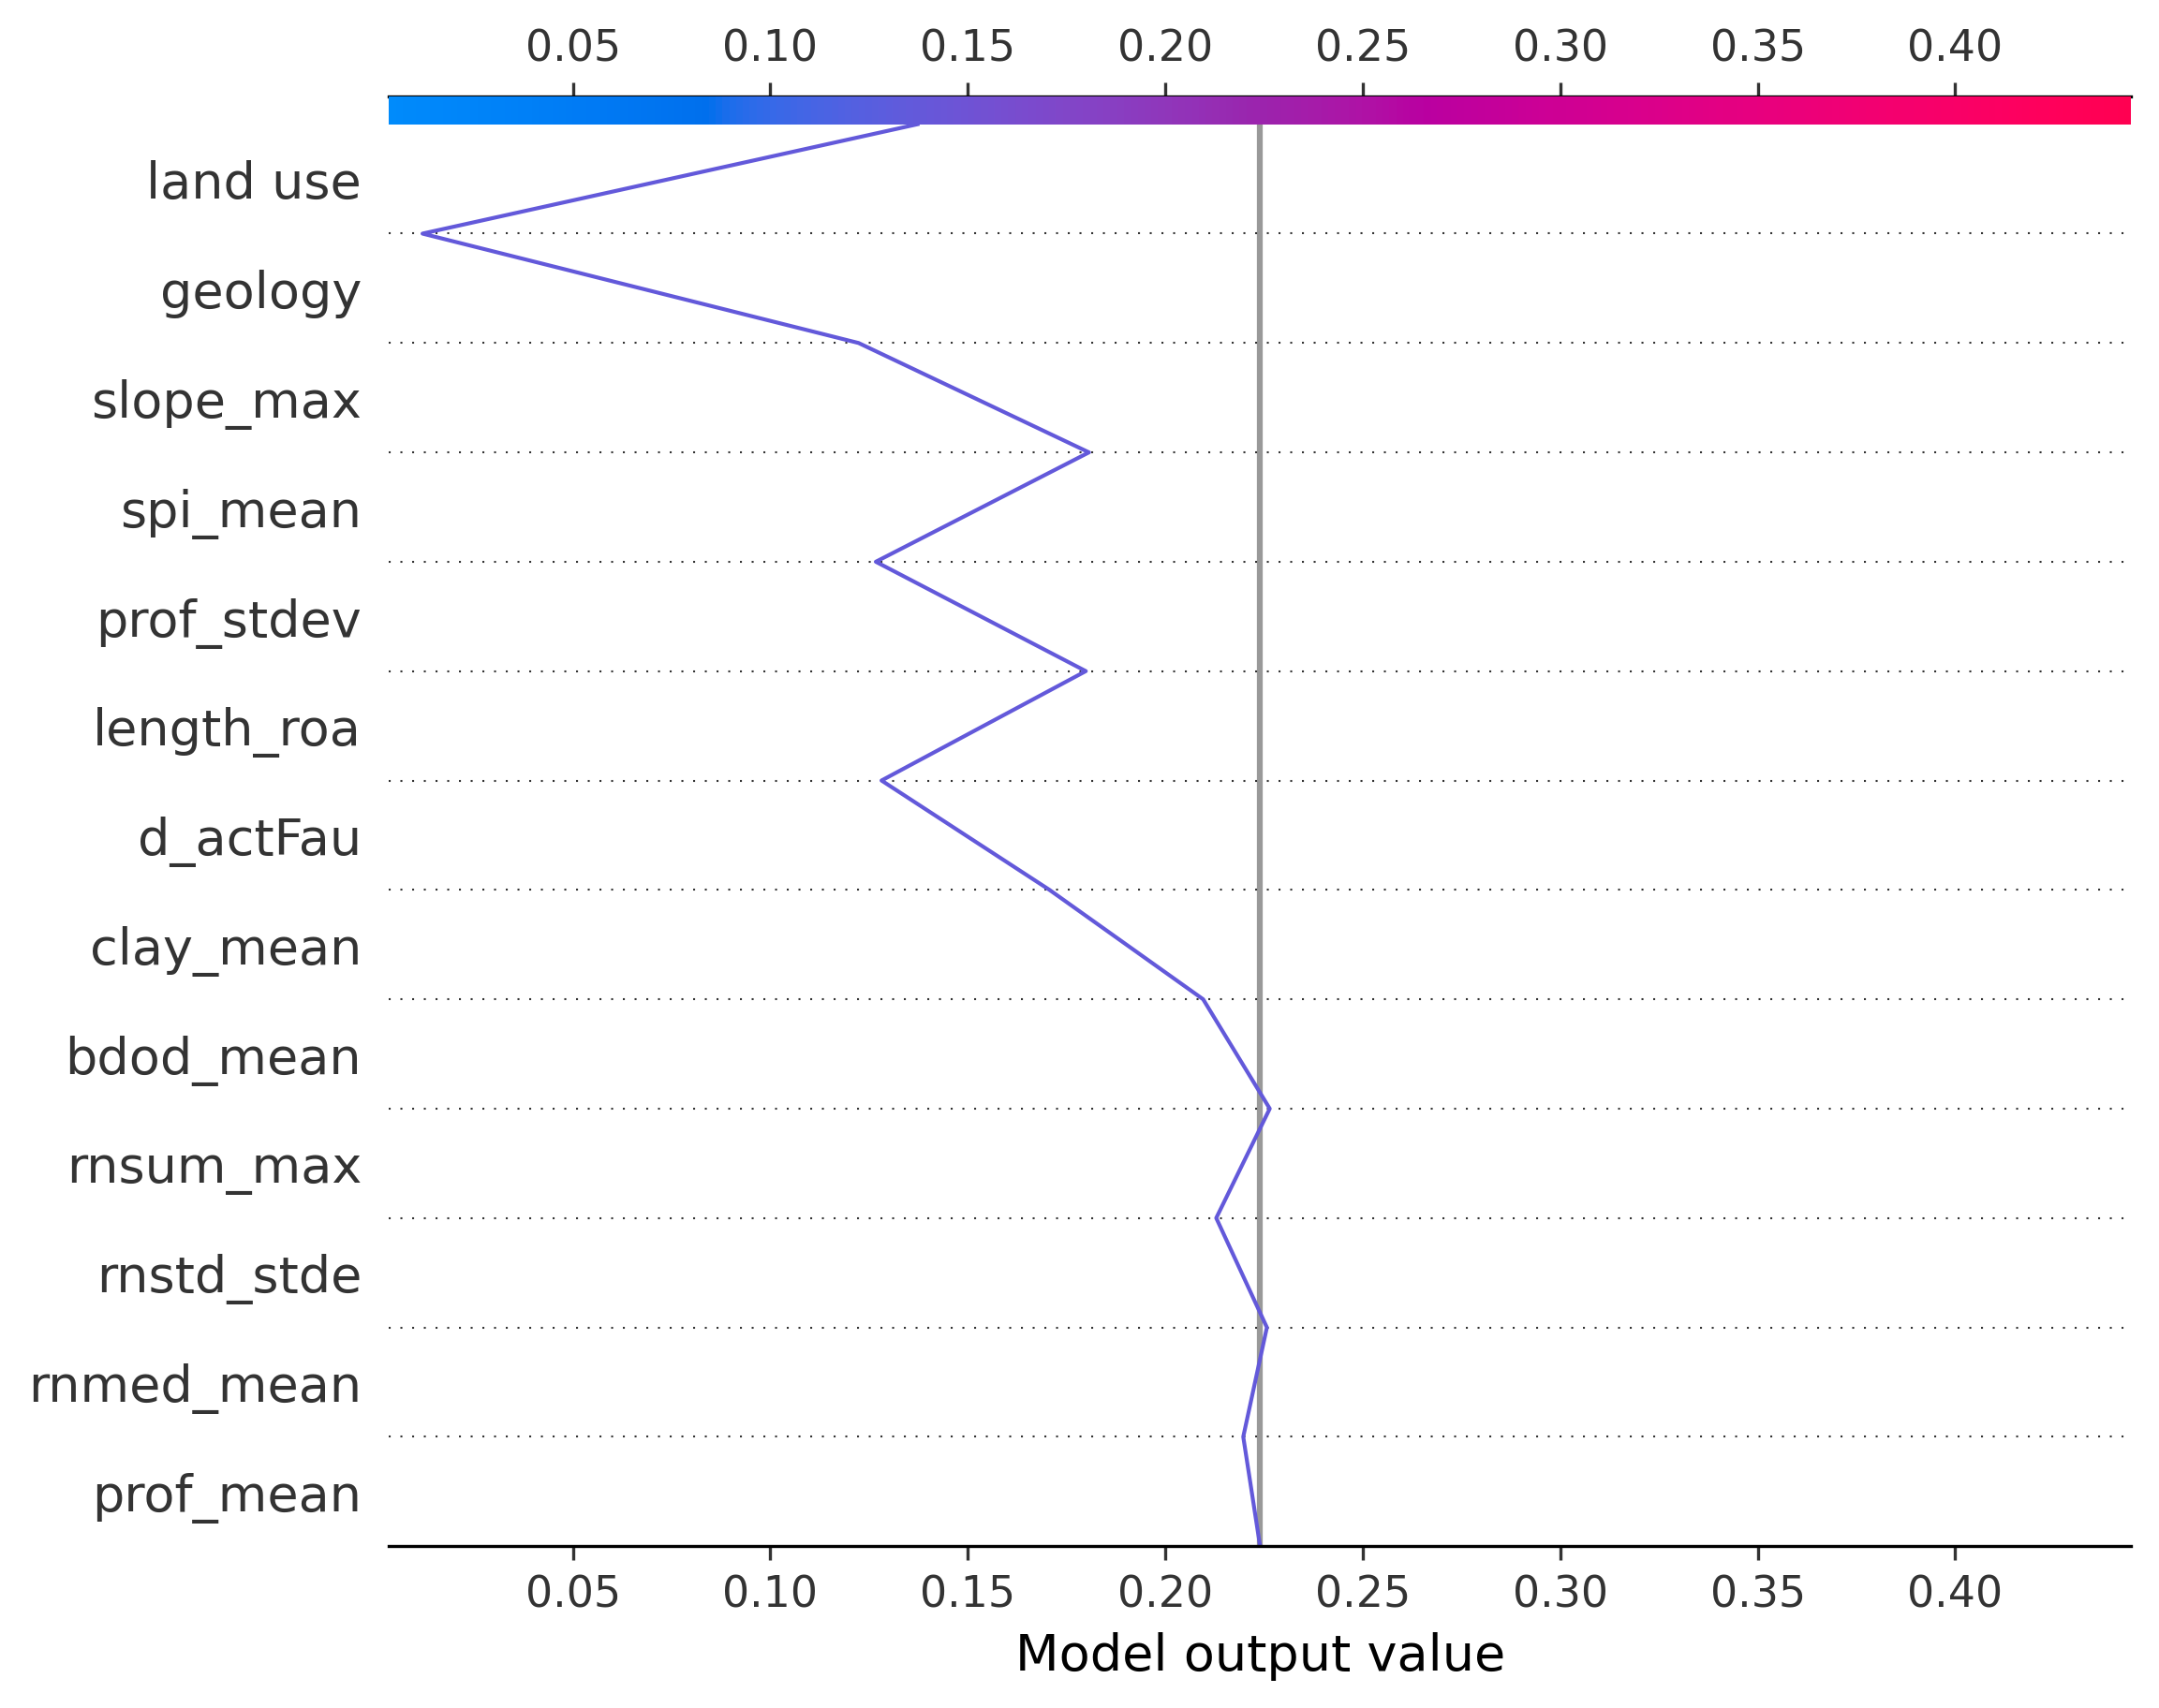 0.05 0.10 0.15 0.20 0.25 0.30 0.35 0.40
land use
geology
slope_max
spi_mean
prof_stdev
length_roa
d_actFau
clay_mean
bdod_mean
rnsum_max
rnstd_stde
rnmed_mean
prof_mean
0.05 0.10 0.15 0.20 0.25 0.30 0.35 0.40
Model output value